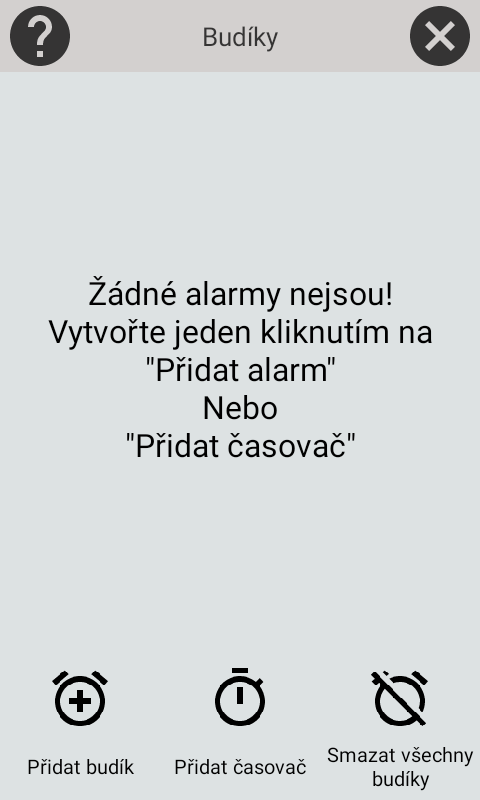 Budíky
Žádné alarmy nejsou!
Vytvořte jeden kliknutím na
"Přidat alarm"
Nebo
"Přidat časovač"
Přidat budík
Přidat časovač
Smazat všechny
budíky